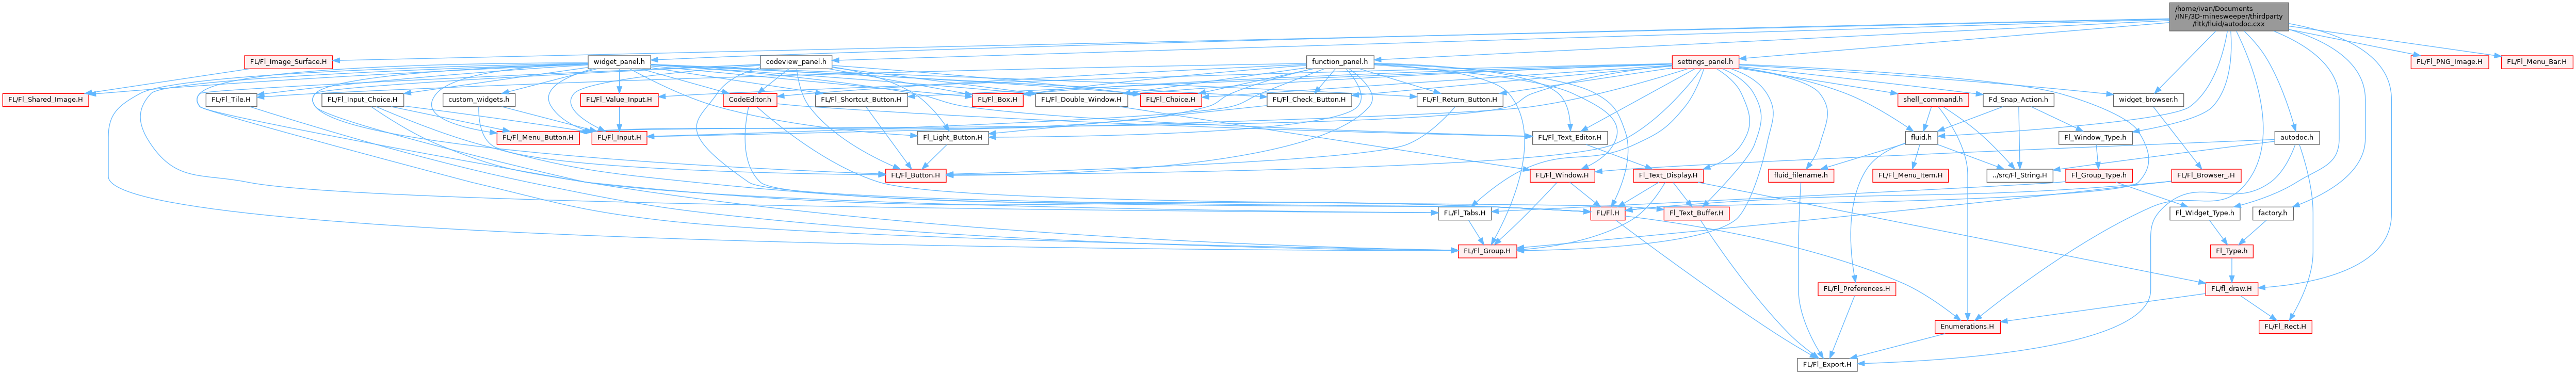 /home/ivan/Documents
/INF/3D-minesweeper/thirdparty
/fltk/fluid/autodoc.cxx
FL/Fl_Image_Surface.H
widget_panel.h
codeview_panel.h
function_panel.h
settings_panel.h
FL/Fl_PNG_Image.H
FL/Fl_Menu_Bar.H
FL/Fl_Shared_Image.H
FL/Fl_Tile.H
FL/Fl_Input_Choice.H
custom_widgets.h
FL/Fl_Value_Input.H
CodeEditor.h
FL/Fl_Shortcut_Button.H
FL/Fl_Box.H
FL/Fl_Double_Window.H
FL/Fl_Choice.H
FL/Fl_Check_Button.H
FL/Fl_Return_Button.H
shell_command.h
Fd_Snap_Action.h
widget_browser.h
FL/Fl_Menu_Button.H
FL/Fl_Input.H
Fl_Light_Button.H
FL/Fl_Text_Editor.H
fluid.h
Fl_Window_Type.h
autodoc.h
FL/Fl_Button.H
FL/Fl_Window.H
Fl_Text_Display.H
fluid_filename.h
FL/Fl_Menu_Item.H
../src/Fl_String.H
Fl_Group_Type.h
FL/Fl_Browser_.H
FL/Fl_Tabs.H
FL/Fl.H
Fl_Text_Buffer.H
Fl_Widget_Type.h
factory.h
FL/Fl_Group.H
Fl_Type.h
FL/Fl_Preferences.H
FL/fl_draw.H
Enumerations.H
FL/Fl_Rect.H
FL/Fl_Export.H